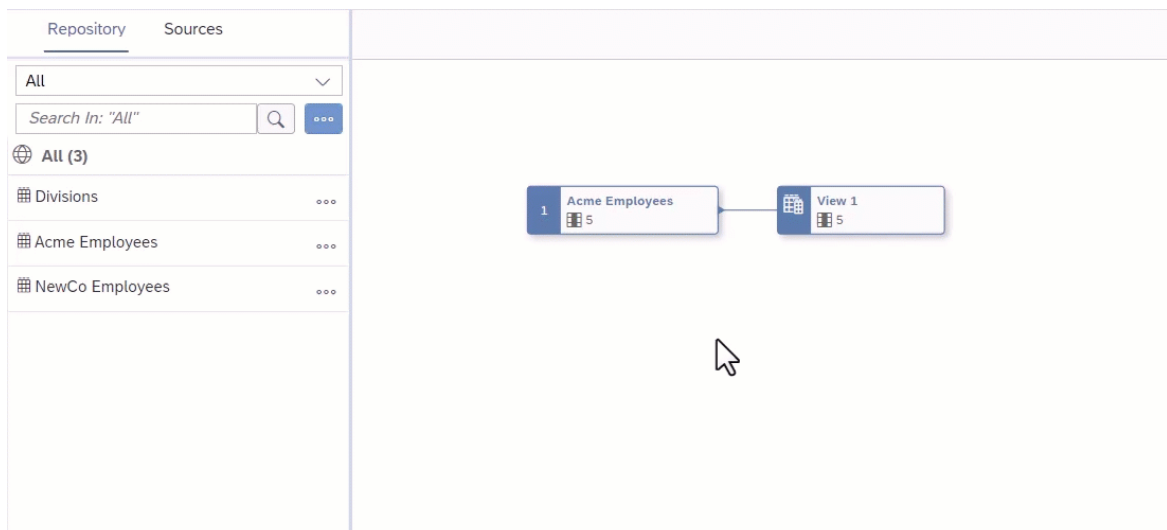 Repository Sources
All
Search In: "All"
All (3)
Divisions
Acme Employees
NewCo Employees
1 Acme Employees
5
View 1
5